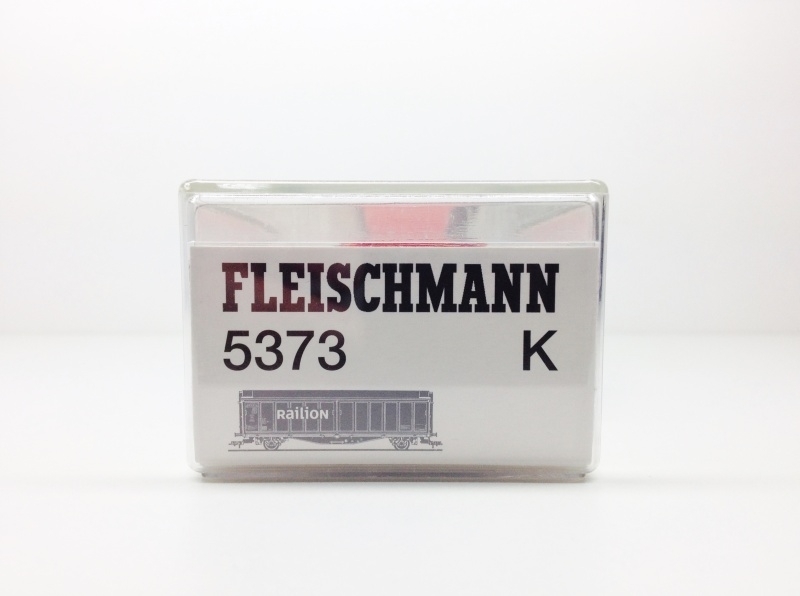 FLEISCHMANN
5373 K
RaiLiON